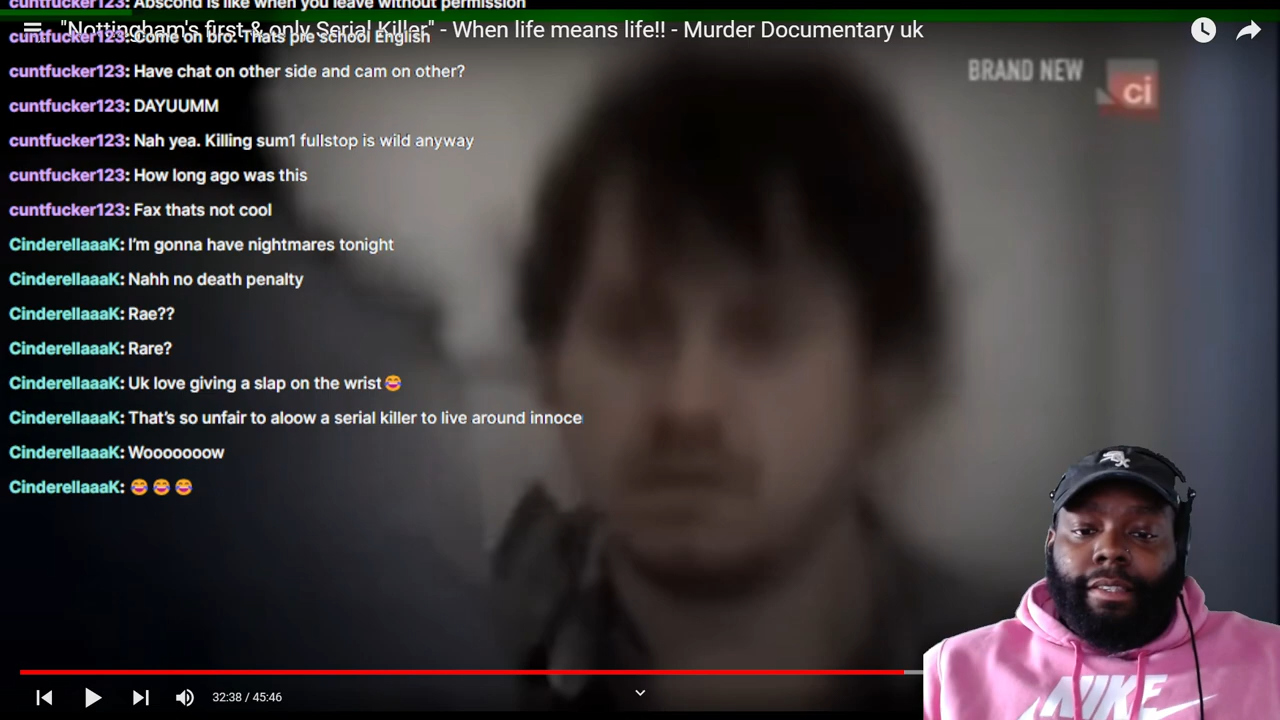 cuntfucker123: Abscond is like when you leave without permission
"Nottingham's first & only Serial Killer" - When life means life!! - Murder Documentary uk
cuntfucker123: Come on bro. Thats pre school English
BRAND NEW
ci
cuntfucker123: Have chat on other side and cam on other?
cuntfucker123: DAYUUMM
cuntfucker123: Nah yea. Killing sum1 fullstop is wild anyway
cuntfucker123: How long ago was this
cuntfucker123: Fax thats not cool
CinderellaaaK: I'm gonna have nightmares tonight
CinderellaaaK: Nahh no death penalty
CinderellaaaK: Rae??
CinderellaaaK: Rare?
CinderellaaaK: Uk love giving a slap on the wrist😂
CinderellaaaK: That's so unfair to aloow a serial killer to live around innoce
CinderellaaaK: Wooooooow
CinderellaaaK: 😂 😂 😂
NIKE
32:38 / 45:46